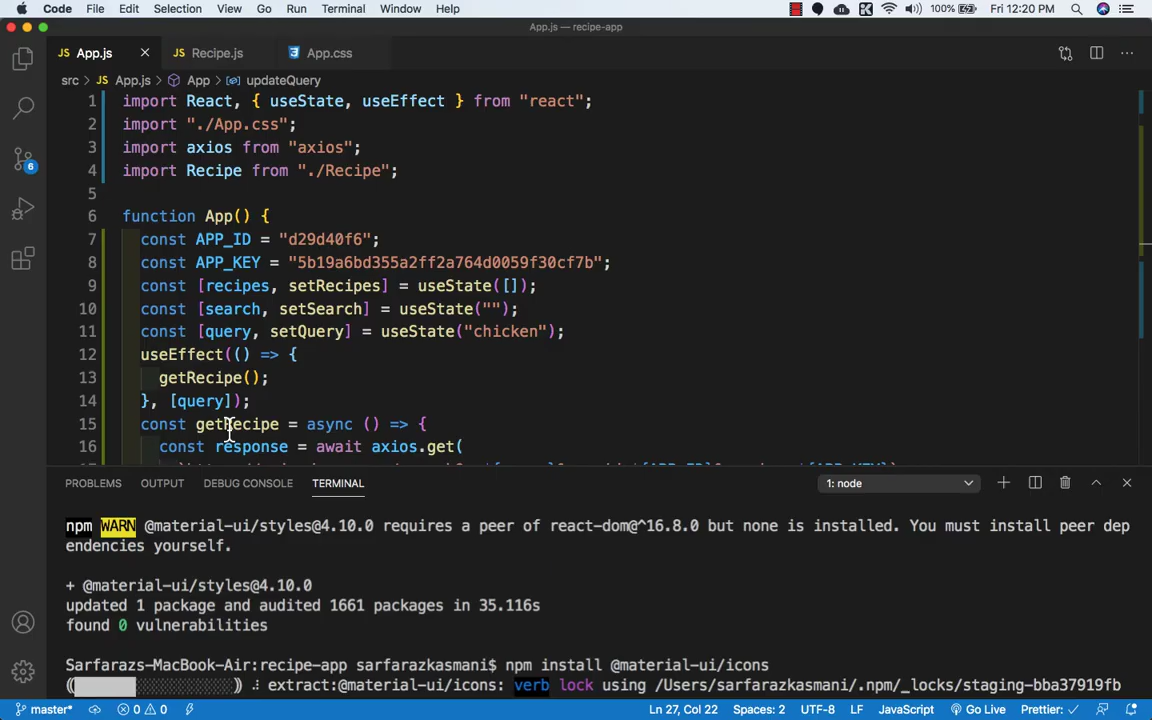 Code File Edit Selection View Go Run Terminal Window Help 100% Fri 12:20 PM
App.js — recipe-app
JS App.js JS Recipe.js App.css
src > JS App.js > App > updateQuery
1 import React, { useState, useEffect } from "react";
2 import "./App.css";
3 import axios from "axios";
4 import Recipe from "./Recipe";
5
6 function App() {
7 const APP_ID = "d29d40f6";
8 const APP_KEY = "5b19a6bd355a2ff2a764d0059f30cf7b";
9 const [recipes, setRecipes] = useState([]);
10 const [search, setSearch] = useState("");
11 const [query, setQuery] = useState("chicken");
12 useEffect(() => {
13 getRecipe();
14 }, [query]);
15 const getRecipe = async () => {
16 const response = await axios.get(
6
PROBLEMS OUTPUT DEBUG CONSOLE TERMINAL 1: node
npm WARN @material-ui/styles@4.10.0 requires a peer of react-dom@^16.8.0 but none is installed. You must install peer dep
endencies yourself.
+ @material-ui/styles@4.10.0
updated 1 package and audited 1661 packages in 35.116s
found 0 vulnerabilities
Sarfarazs-MacBook-Air:recipe-app sarfarazkasmani$ npm install @material-ui/icons
extract:@material-ui/icons: verb lock using /Users/sarfarazkasmani/.npm/_locks/staging-bba37919fb
master* 0 0 Ln 27, Col 22 Spaces: 2 UTF-8 LF JavaScript Go Live Prettier: ✓